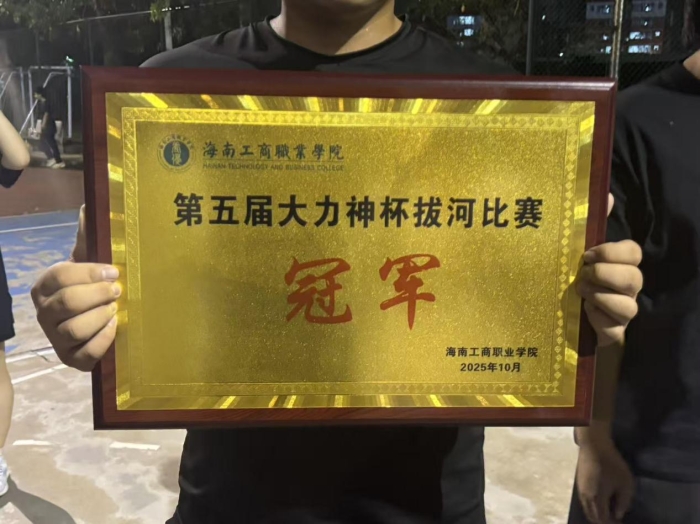 海南工商職業學院
HAINAN TECHNOLOGY AND BUSINESS COLLEGE
第五届大力神杯拔河比赛
冠军
海南工商职业学院
2025年10月